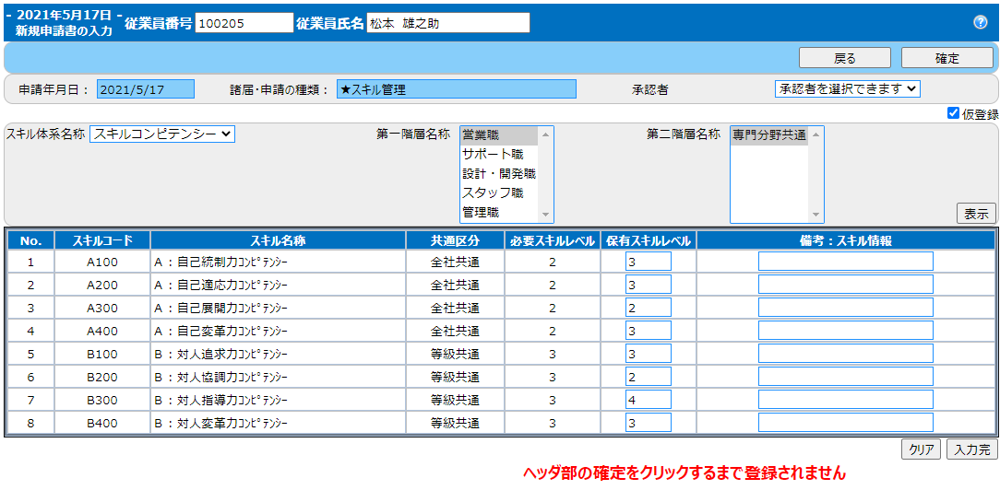 - 2021年5月17日 -
新規申請書の入力 従業員番号 100205 従業員氏名 松本　雄之助 ?
戻る 確定
申請年月日： 2021/5/17 諸届・申請の種類： ★スキル管理 承認者 承認者を選択できます
仮登録
スキル体系名称 スキルコンピテンシー 第一階層名称 営業職 第二階層名称 専門分野共通
サポート職
設計・開発職
スタッフ職
管理職
表示
No. スキルコード スキル名称 共通区分 必要スキルレベル 保有スキルレベル 備考：スキル情報
1 A100 A：自己統制力ｺﾝﾋﾟﾃﾝｼｰ 全社共通 2 3
2 A200 A：自己適応力ｺﾝﾋﾟﾃﾝｼｰ 全社共通 2 3
3 A300 A：自己展開力ｺﾝﾋﾟﾃﾝｼｰ 全社共通 2 2
4 A400 A：自己変革力ｺﾝﾋﾟﾃﾝｼｰ 全社共通 2 3
5 B100 B：対人追求力ｺﾝﾋﾟﾃﾝｼｰ 等級共通 3 3
6 B200 B：対人協調力ｺﾝﾋﾟﾃﾝｼｰ 等級共通 3 2
7 B300 B：対人指導力ｺﾝﾋﾟﾃﾝｼｰ 等級共通 3 4
8 B400 B：対人変革力ｺﾝﾋﾟﾃﾝｼｰ 等級共通 3 3
クリア 入力完
ヘッダ部の確定をクリックするまで登録されません